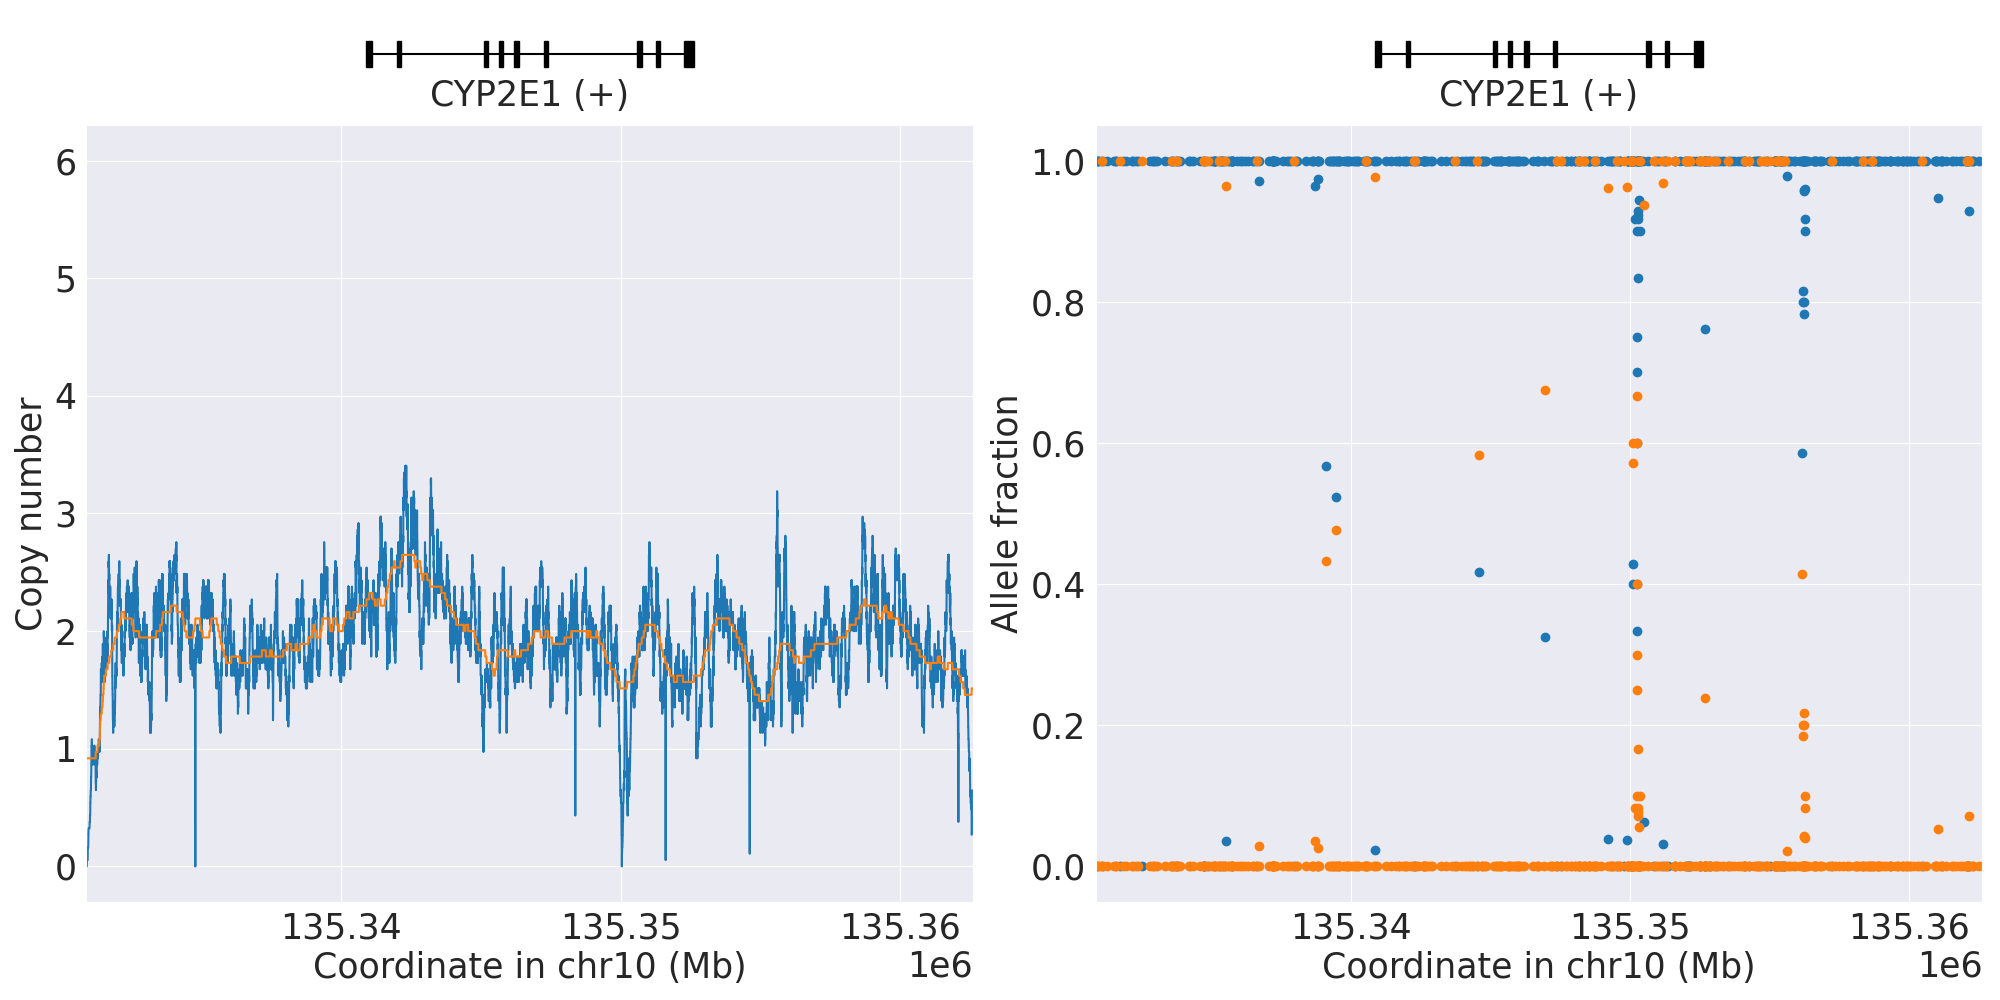 CYP2E1 (+)
6
5
4
3
2
1
0
Copy number
135.34 135.35 135.36
Coordinate in chr10 (Mb)
1e6
CYP2E1 (+)
1.0
0.8
0.6
0.4
0.2
0.0
Allele fraction
135.34 135.35 135.36
Coordinate in chr10 (Mb)
1e6